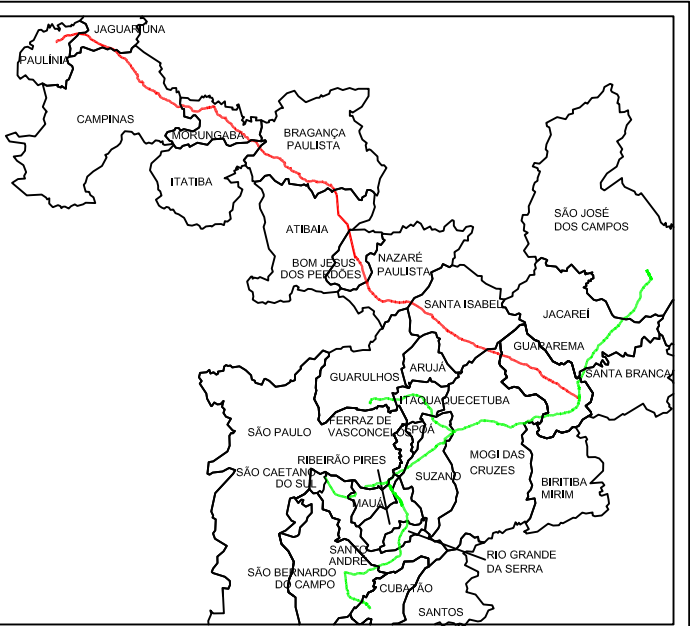 JAGUARIÚNA
PAULÍNIA
CAMPINAS
MORUNGABA
BRAGANÇA
PAULISTA
ITATIBA
ATIBAIA
SÃO JOSÉ
DOS CAMPOS
BOM JESUS
DOS PERDÕES
NAZARÉ
PAULISTA
SANTA ISABEL
JACAREÍ
GUARAREMA
SANTA BRANCA
GUARULHOS
ARUJÁ
ITAQUAQUECETUBA
FERRAZ DE
VASCONCELOS
POÁ
SÃO PAULO
RIBEIRÃO PIRES
MOGI DAS
CRUZES
SÃO CAETANO
DO SUL
SUZANO
BIRITIBA
MIRIM
MAUÁ
SANTO
ANDRÉ
RIO GRANDE
DA SERRA
SÃO BERNARDO
DO CAMPO
CUBATÃO
SANTOS